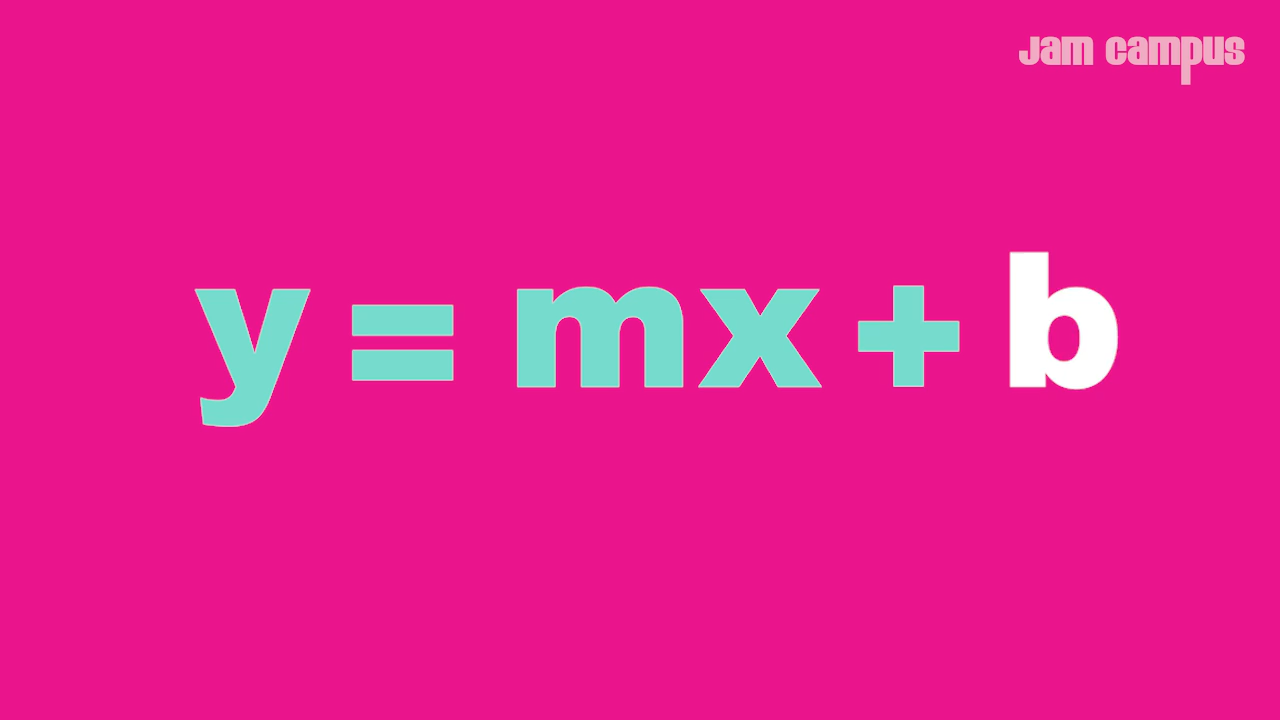 jam campus
y = mx + b